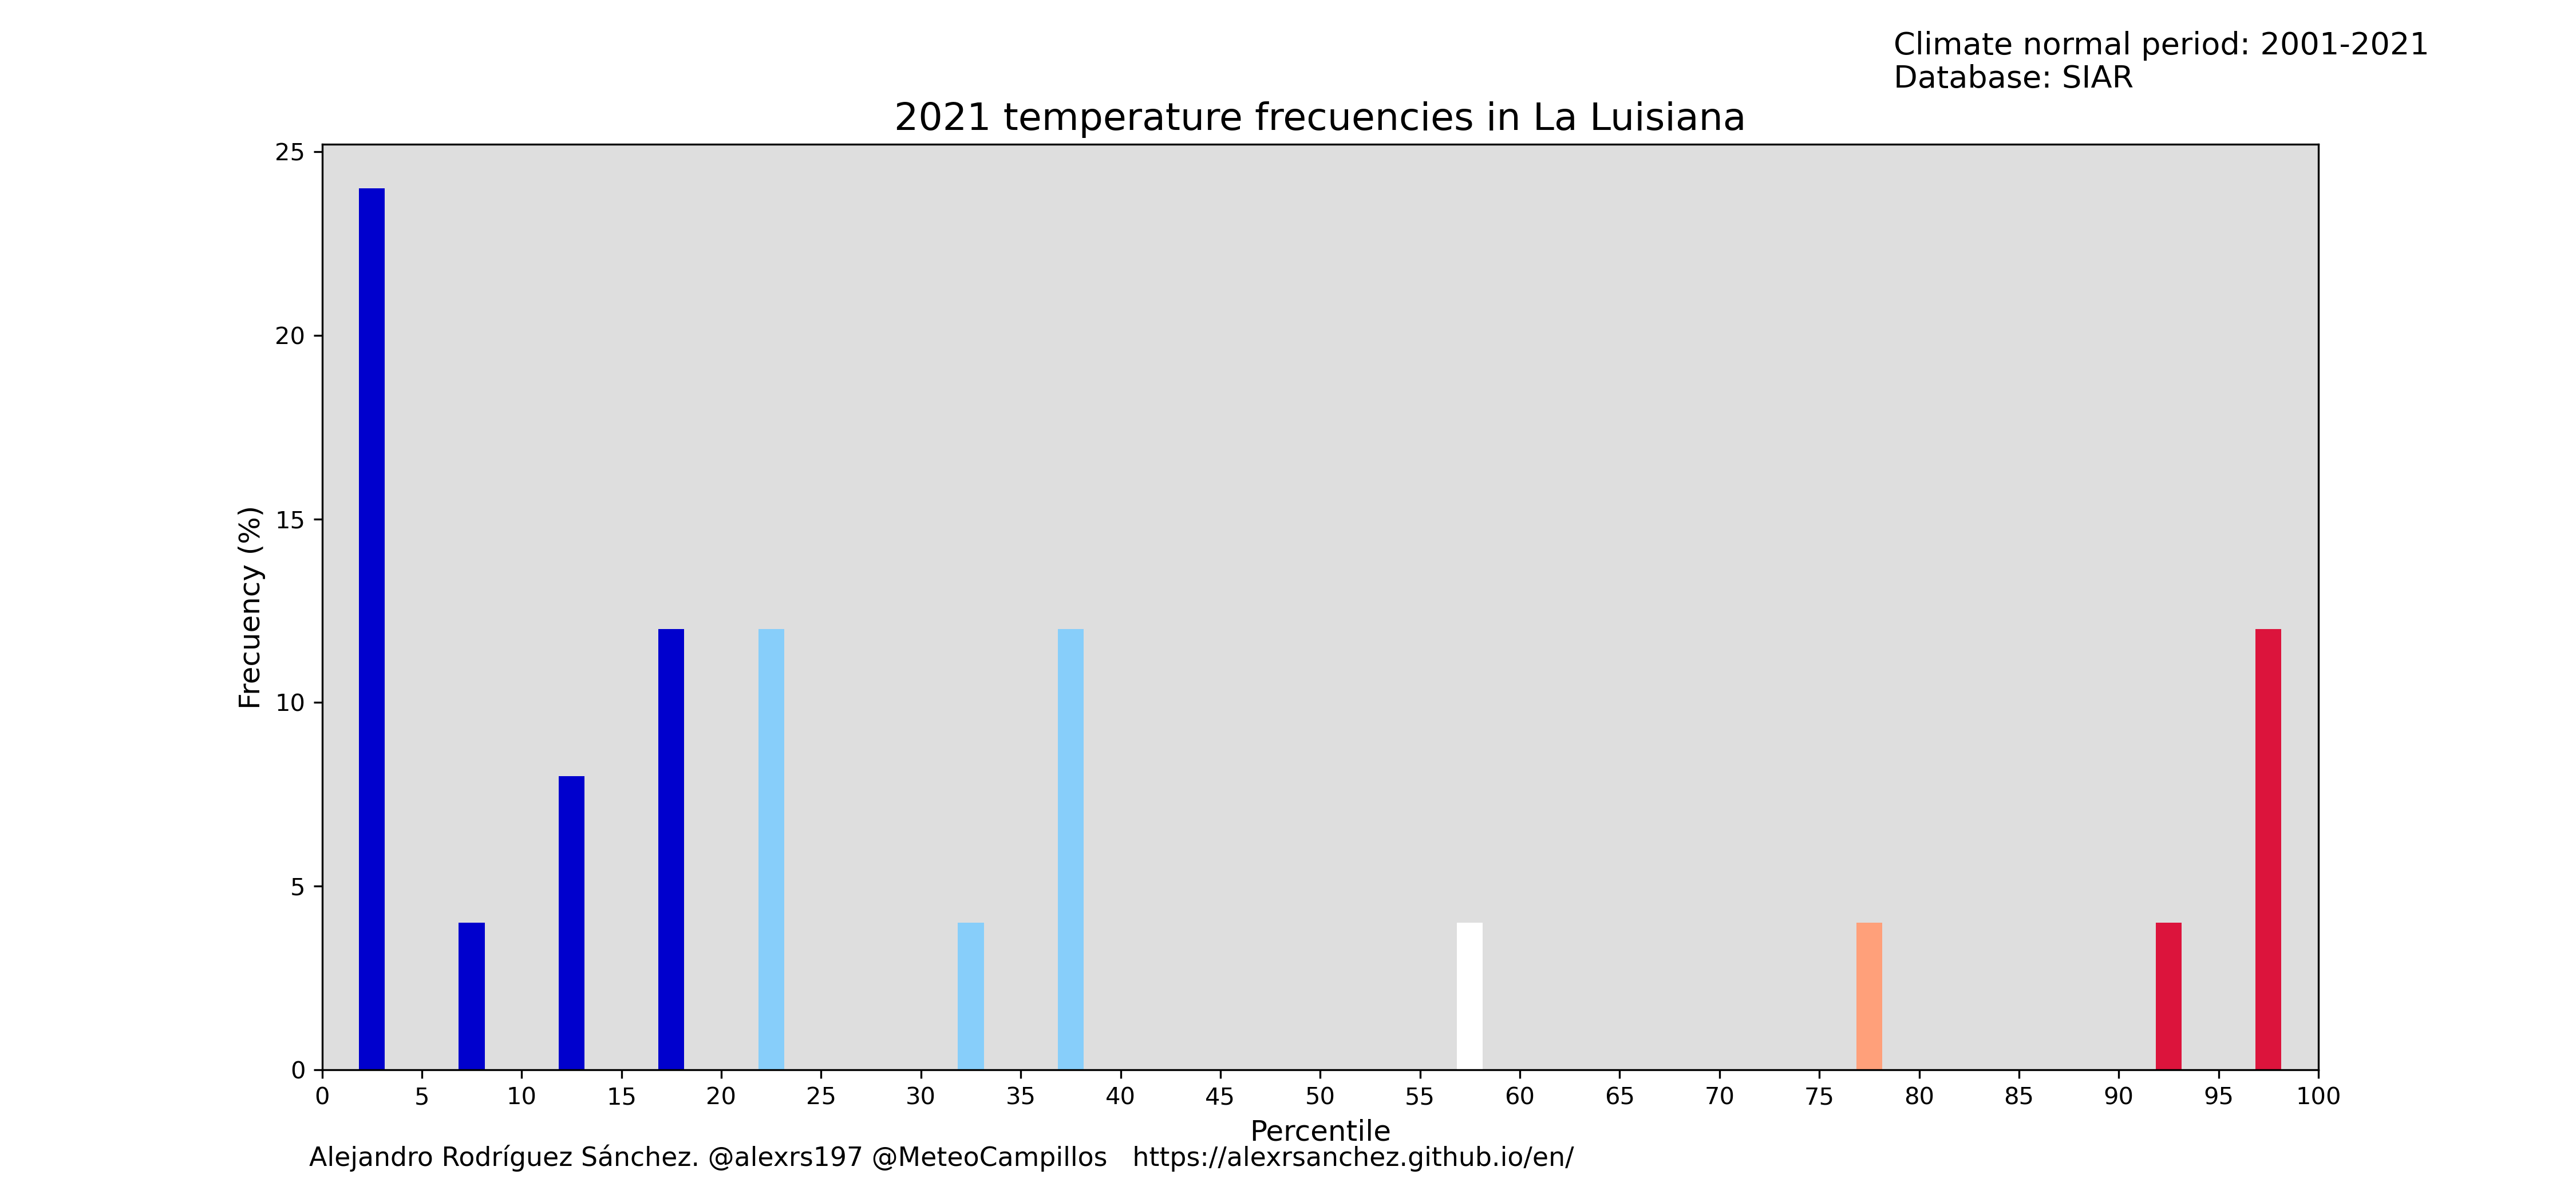 Climate normal period: 2001-2021
Database: SIAR
2021 temperature frecuencies in La Luisiana
25
20
15
10
5
0
Frecuency (%)
0 5 10 15 20 25 30 35 40 45 50 55 60 65 70 75 80 85 90 95 100
Percentile
Alejandro Rodríguez Sánchez. @alexrs197 @MeteoCampillos https://alexrsanchez.github.io/en/